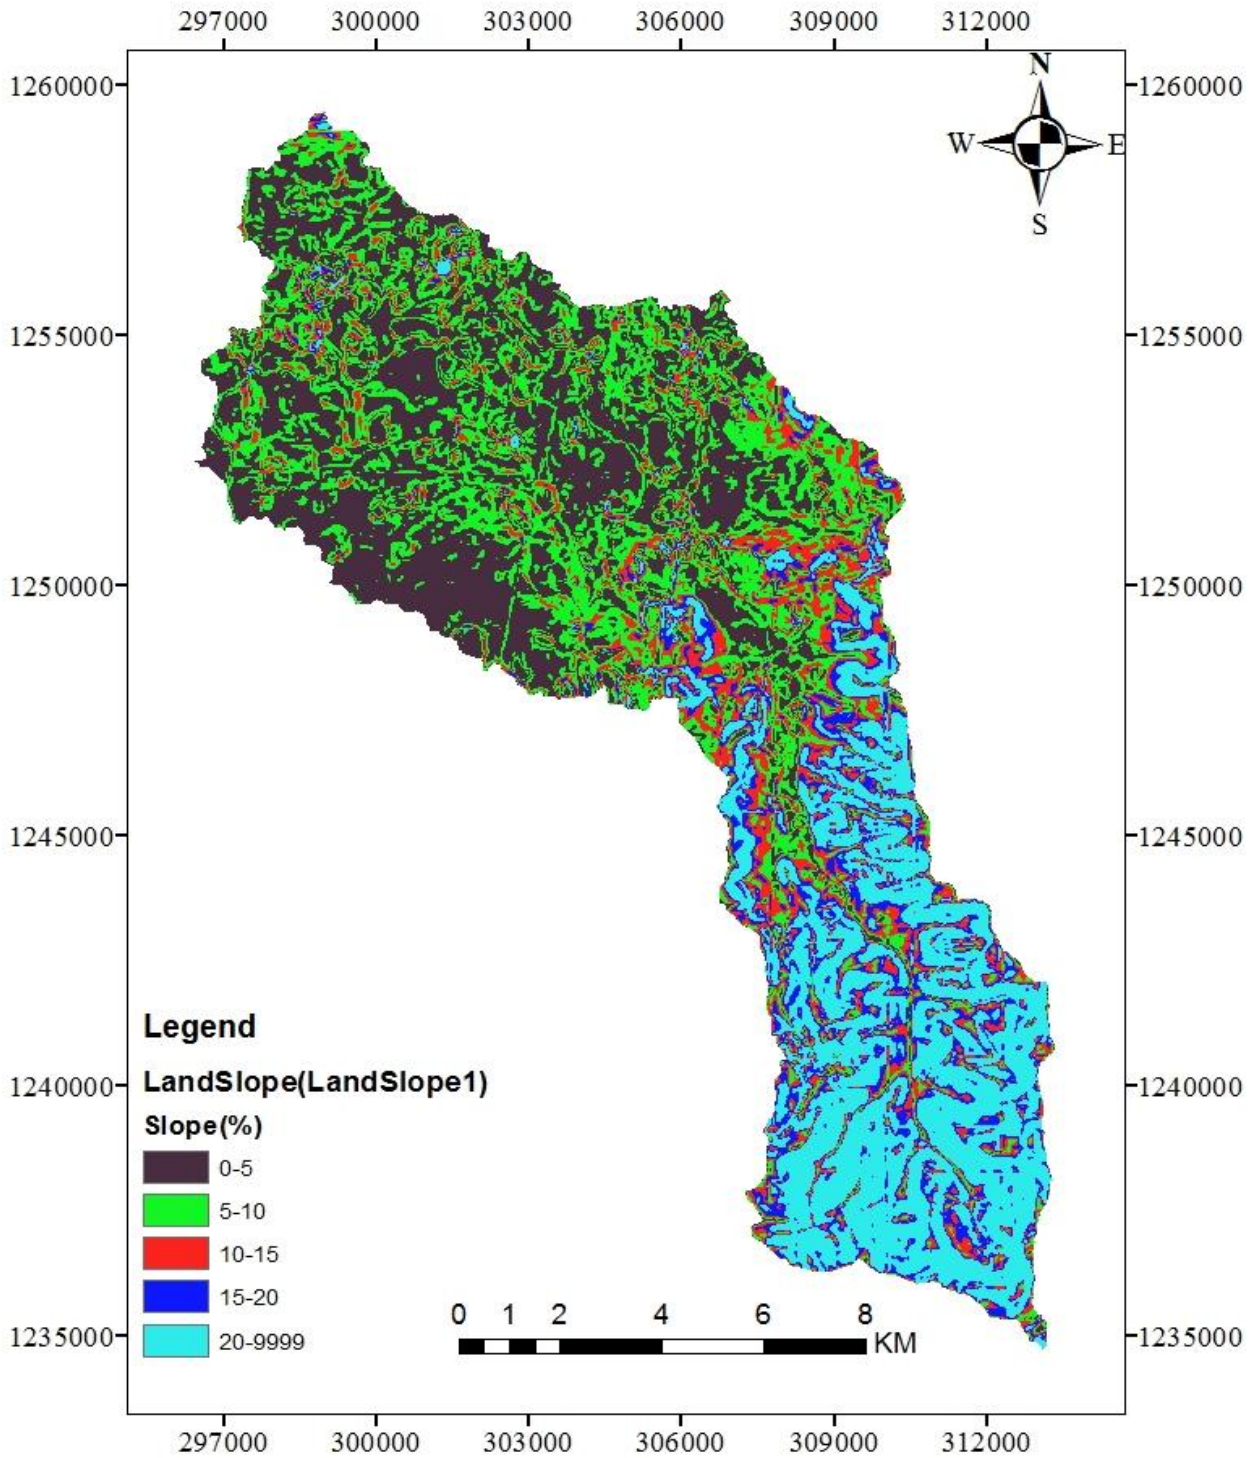 297000 300000 303000 306000 309000 312000
N
1260000 1260000
W E
S
1255000 1255000
1250000 1250000
1245000 1245000
Legend
LandSlope(LandSlope1)
1240000 1240000
Slope(%)
0-5
5-10
10-15
15-20
0 1 2 4 6 8
20-9999 KM
1235000 1235000
297000 300000 303000 306000 309000 312000